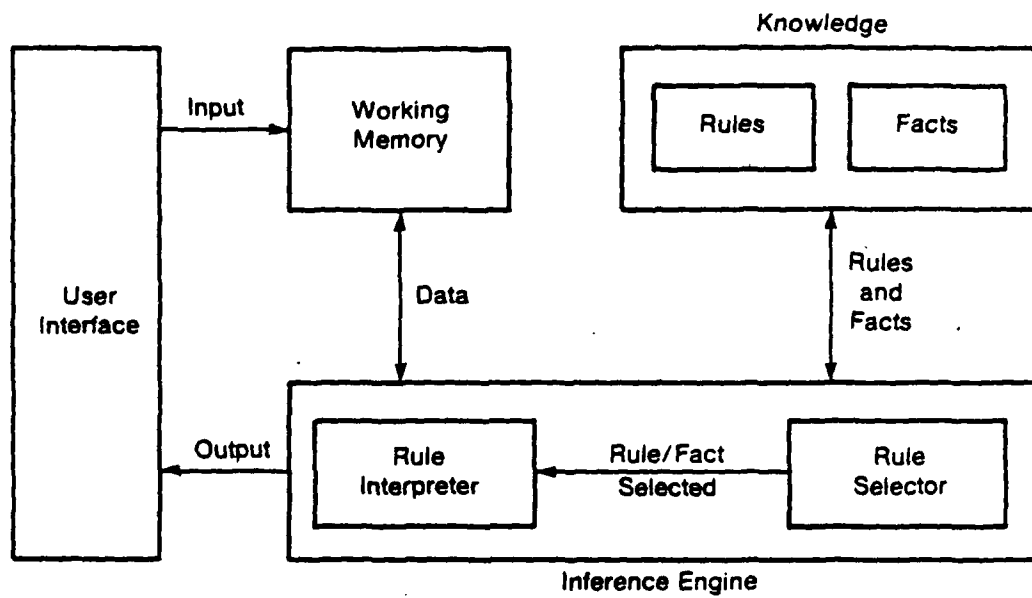 Knowledge
Input
Working
Memory
Rules
Facts
User
Interface
Data
Rules
and
Facts
Output
Rule
Interpreter
Rule/Fact
Selected
Rule
Selector
Inference Engine